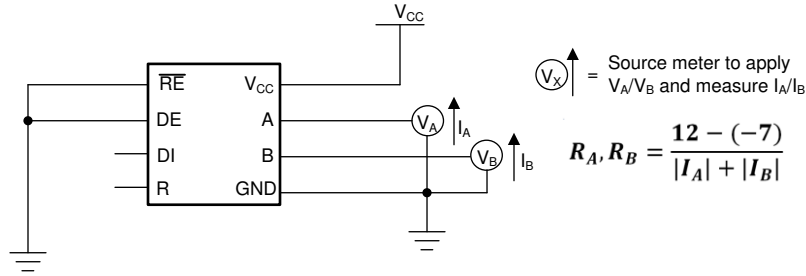 V_CC
R̅E̅ V_CC
DE A
DI B
R GND
V_A I_A
V_B I_B
V_X = Source meter to apply
V_A/V_B and measure I_A/I_B
R_A, R_B = \frac{12 - (-7)}{|I_A| + |I_B|}